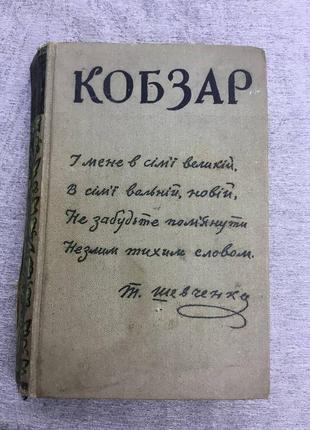 КОБЗАР
І мене в сім'ї великій,
В сім'ї вольній, новій,
Не забудьте пом'янути
Незлим тихим словом.
Т. Шевченко